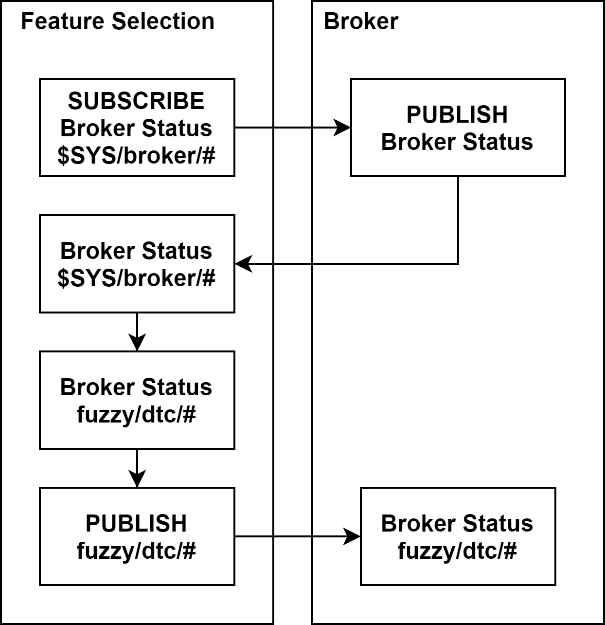 Feature Selection
Broker
SUBSCRIBE
Broker Status
$SYS/broker/#
PUBLISH
Broker Status
Broker Status
$SYS/broker/#
Broker Status
fuzzy/dtc/#
PUBLISH
fuzzy/dtc/#
Broker Status
fuzzy/dtc/#